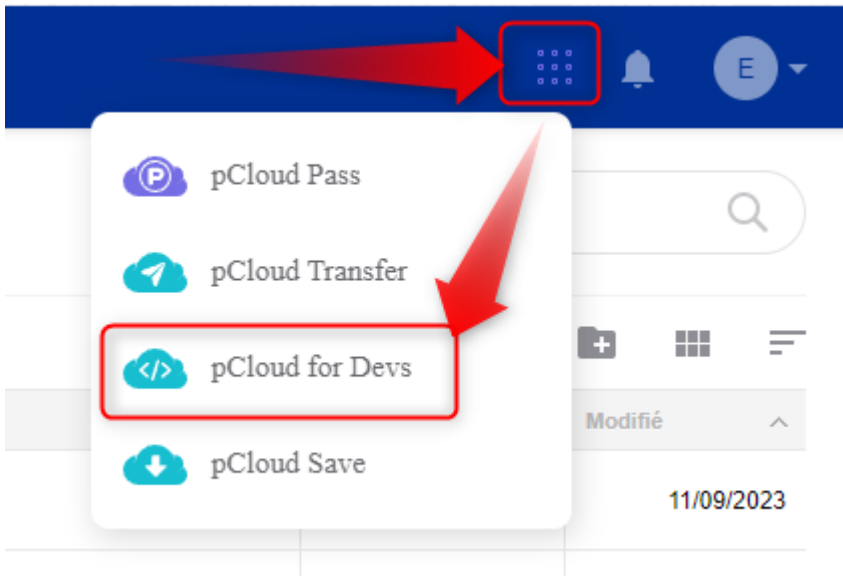 E
pCloud Pass
pCloud Transfer
pCloud for Devs
Modifié
pCloud Save
11/09/2023